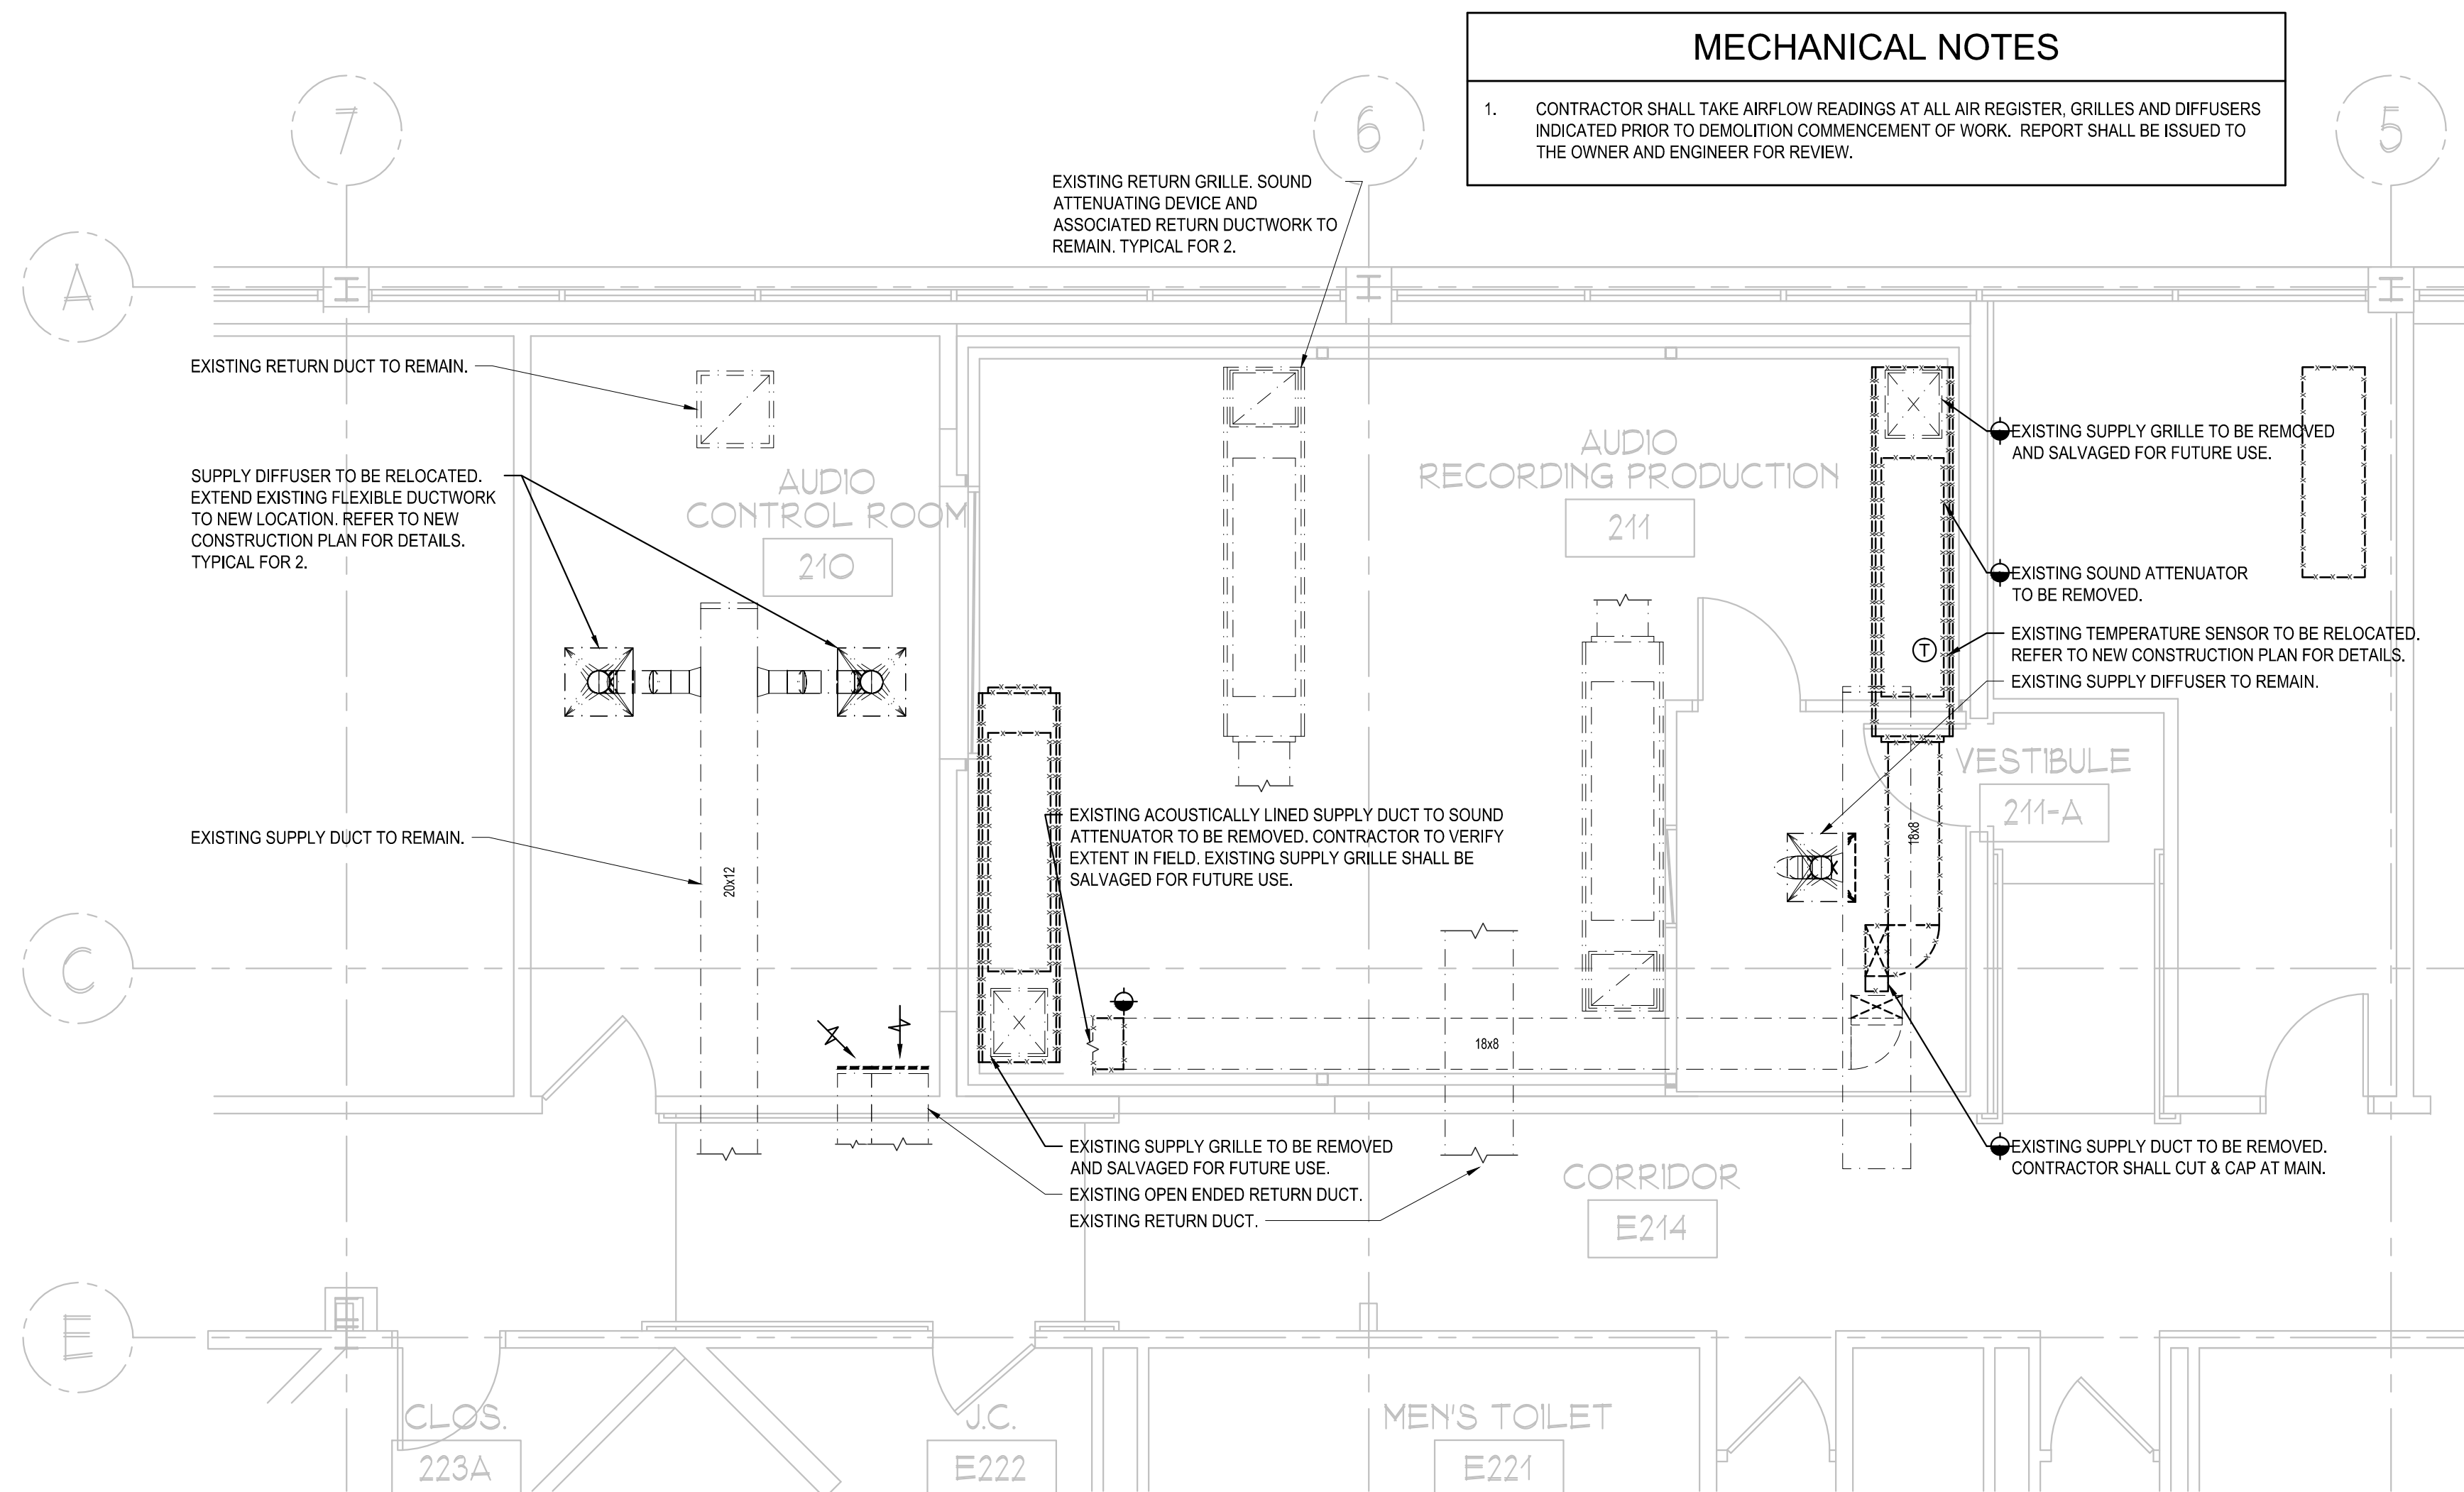 MECHANICAL NOTES
1. CONTRACTOR SHALL TAKE AIRFLOW READINGS AT ALL AIR REGISTER, GRILLES AND DIFFUSERS
INDICATED PRIOR TO DEMOLITION COMMENCEMENT OF WORK. REPORT SHALL BE ISSUED TO
THE OWNER AND ENGINEER FOR REVIEW.
7
6
5
EXISTING RETURN GRILLE. SOUND
ATTENUATING DEVICE AND
ASSOCIATED RETURN DUCTWORK TO
REMAIN. TYPICAL FOR 2.
A
EXISTING RETURN DUCT TO REMAIN.
SUPPLY DIFFUSER TO BE RELOCATED.
EXTEND EXISTING FLEXIBLE DUCTWORK
TO NEW LOCATION. REFER TO NEW
CONSTRUCTION PLAN FOR DETAILS.
TYPICAL FOR 2.
AUDIO
CONTROL ROOM
210
AUDIO
RECORDING PRODUCTION
211
EXISTING SUPPLY GRILLE TO BE REMOVED
AND SALVAGED FOR FUTURE USE.
EXISTING SOUND ATTENUATOR
TO BE REMOVED.
T
EXISTING TEMPERATURE SENSOR TO BE RELOCATED.
REFER TO NEW CONSTRUCTION PLAN FOR DETAILS.
EXISTING SUPPLY DIFFUSER TO REMAIN.
VESTIBULE
211-A
18x8
EXISTING SUPPLY DUCT TO REMAIN.
20x12
EXISTING ACOUSTICALLY LINED SUPPLY DUCT TO SOUND
ATTENUATOR TO BE REMOVED. CONTRACTOR TO VERIFY
EXTENT IN FIELD. EXISTING SUPPLY GRILLE SHALL BE
SALVAGED FOR FUTURE USE.
C
18x8
EXISTING SUPPLY GRILLE TO BE REMOVED
AND SALVAGED FOR FUTURE USE.
EXISTING OPEN ENDED RETURN DUCT.
EXISTING RETURN DUCT.
EXISTING SUPPLY DUCT TO BE REMOVED.
CONTRACTOR SHALL CUT & CAP AT MAIN.
CORRIDOR
E214
E
CLOS.
223A
J.C.
E222
MEN'S TOILET
E221